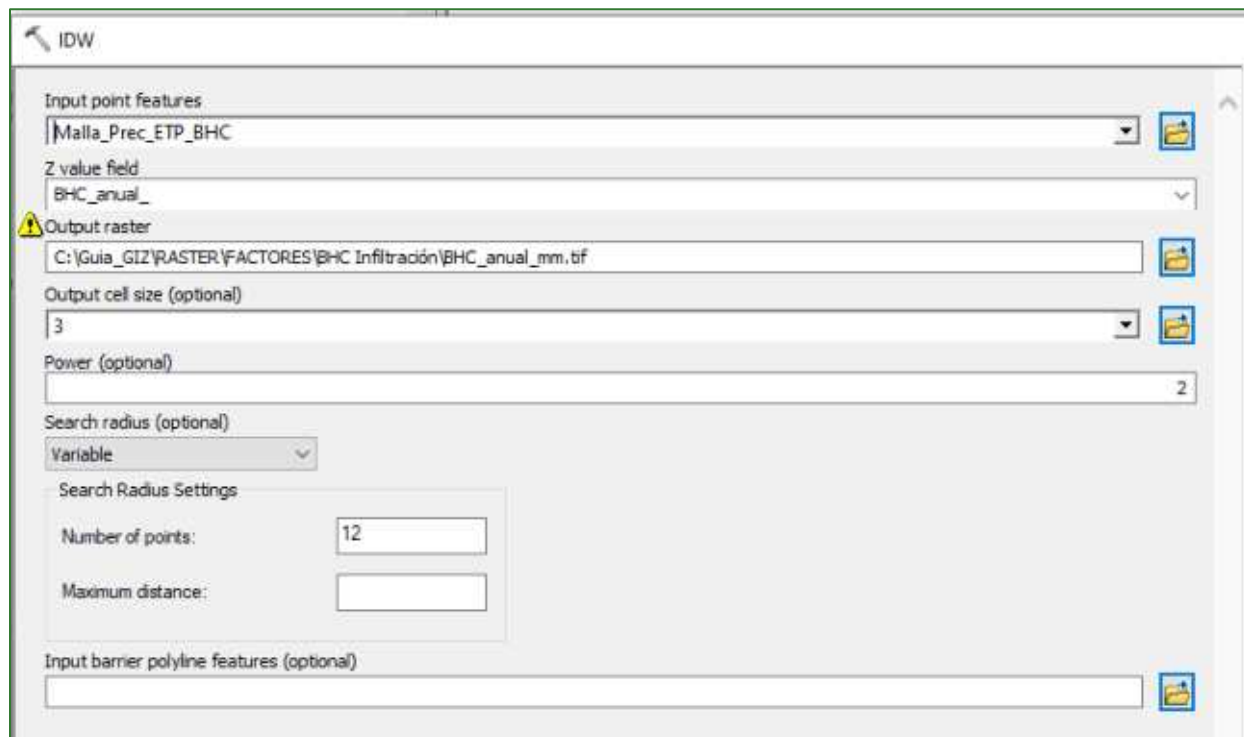 IDW
Input point features
Malla_Prec_ETP_BHC
Z value field
BHC_anual_
Output raster
C:\Guia_GIZ\RASTER\FACTORES\BHC Infiltración\BHC_anual_mm.tif
Output cell size (optional)
3
Power (optional)
2
Search radius (optional)
Variable
Search Radius Settings
Number of points: 12
Maximum distance:
Input barrier polyline features (optional)